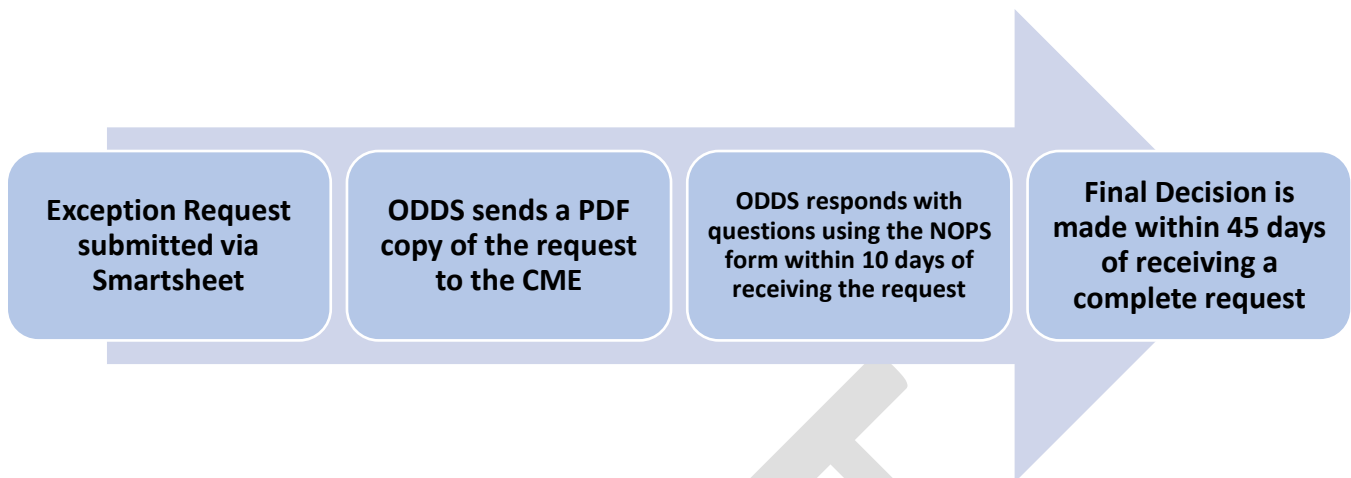 Exception Request
submitted via
Smartsheet
ODDS sends a PDF
copy of the request
to the CME
ODDS responds with
questions using the NOPS
form within 10 days of
receiving the request
Final Decision is
made within 45 days
of receiving a
complete request